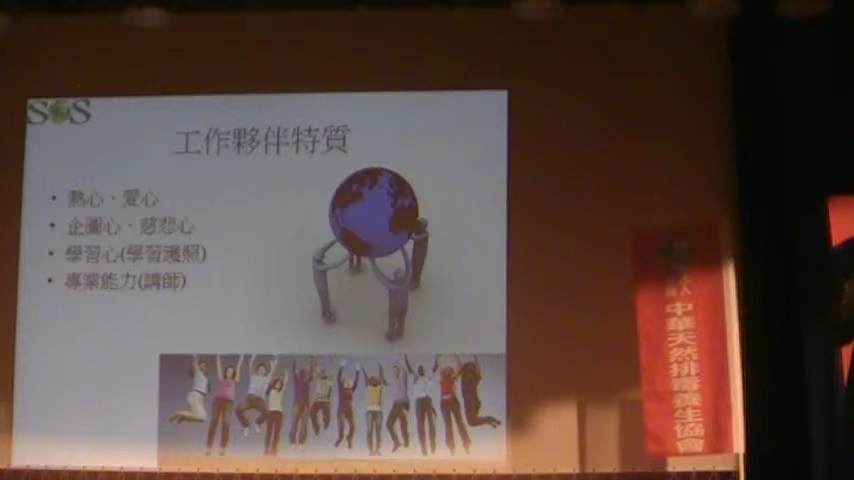 SOS
工作夥伴特質
• 熱心、愛心
• 企圖心、慈悲心
• 學習心(學習護照)
• 專業能力(講師)
中華天然排毒養生協會